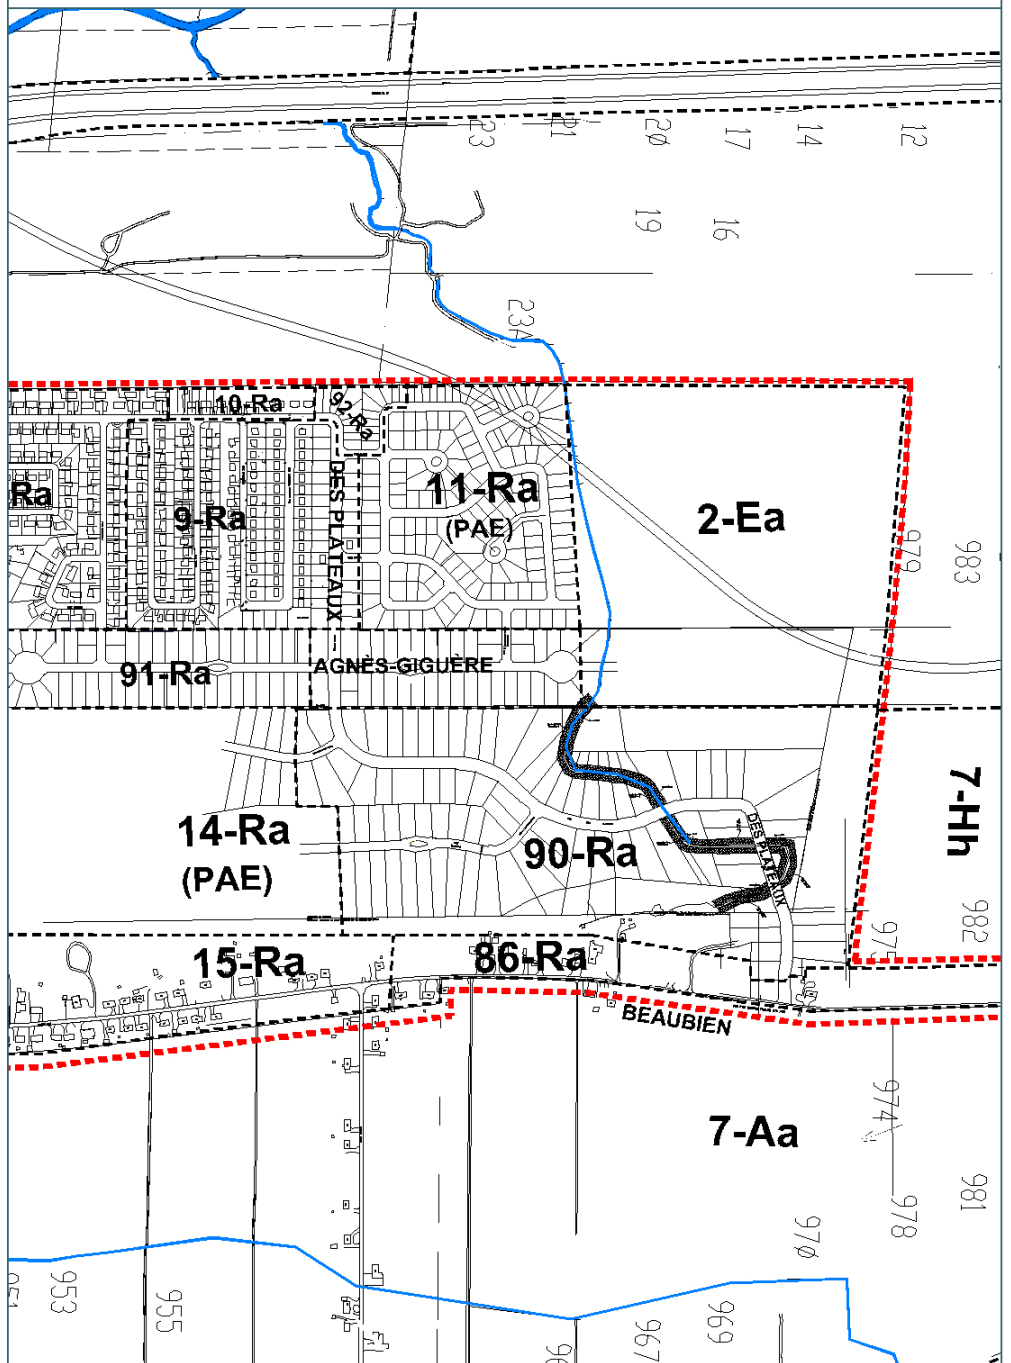 23
21
20
17
14
12
19
16
23A
10-Ra
92-Ra
Ra
9-Ra
DES PLATEAUX
11-Ra
(PAE)
2-Ea
979
983
91-Ra
AGNÈS-GIGUÈRE
7-Hh
14-Ra
(PAE)
90-Ra
DES PLATEAUX
982
15-Ra
86-Ra
BEAUBIEN
974
7-Aa
981
978
970
953
955
969
967